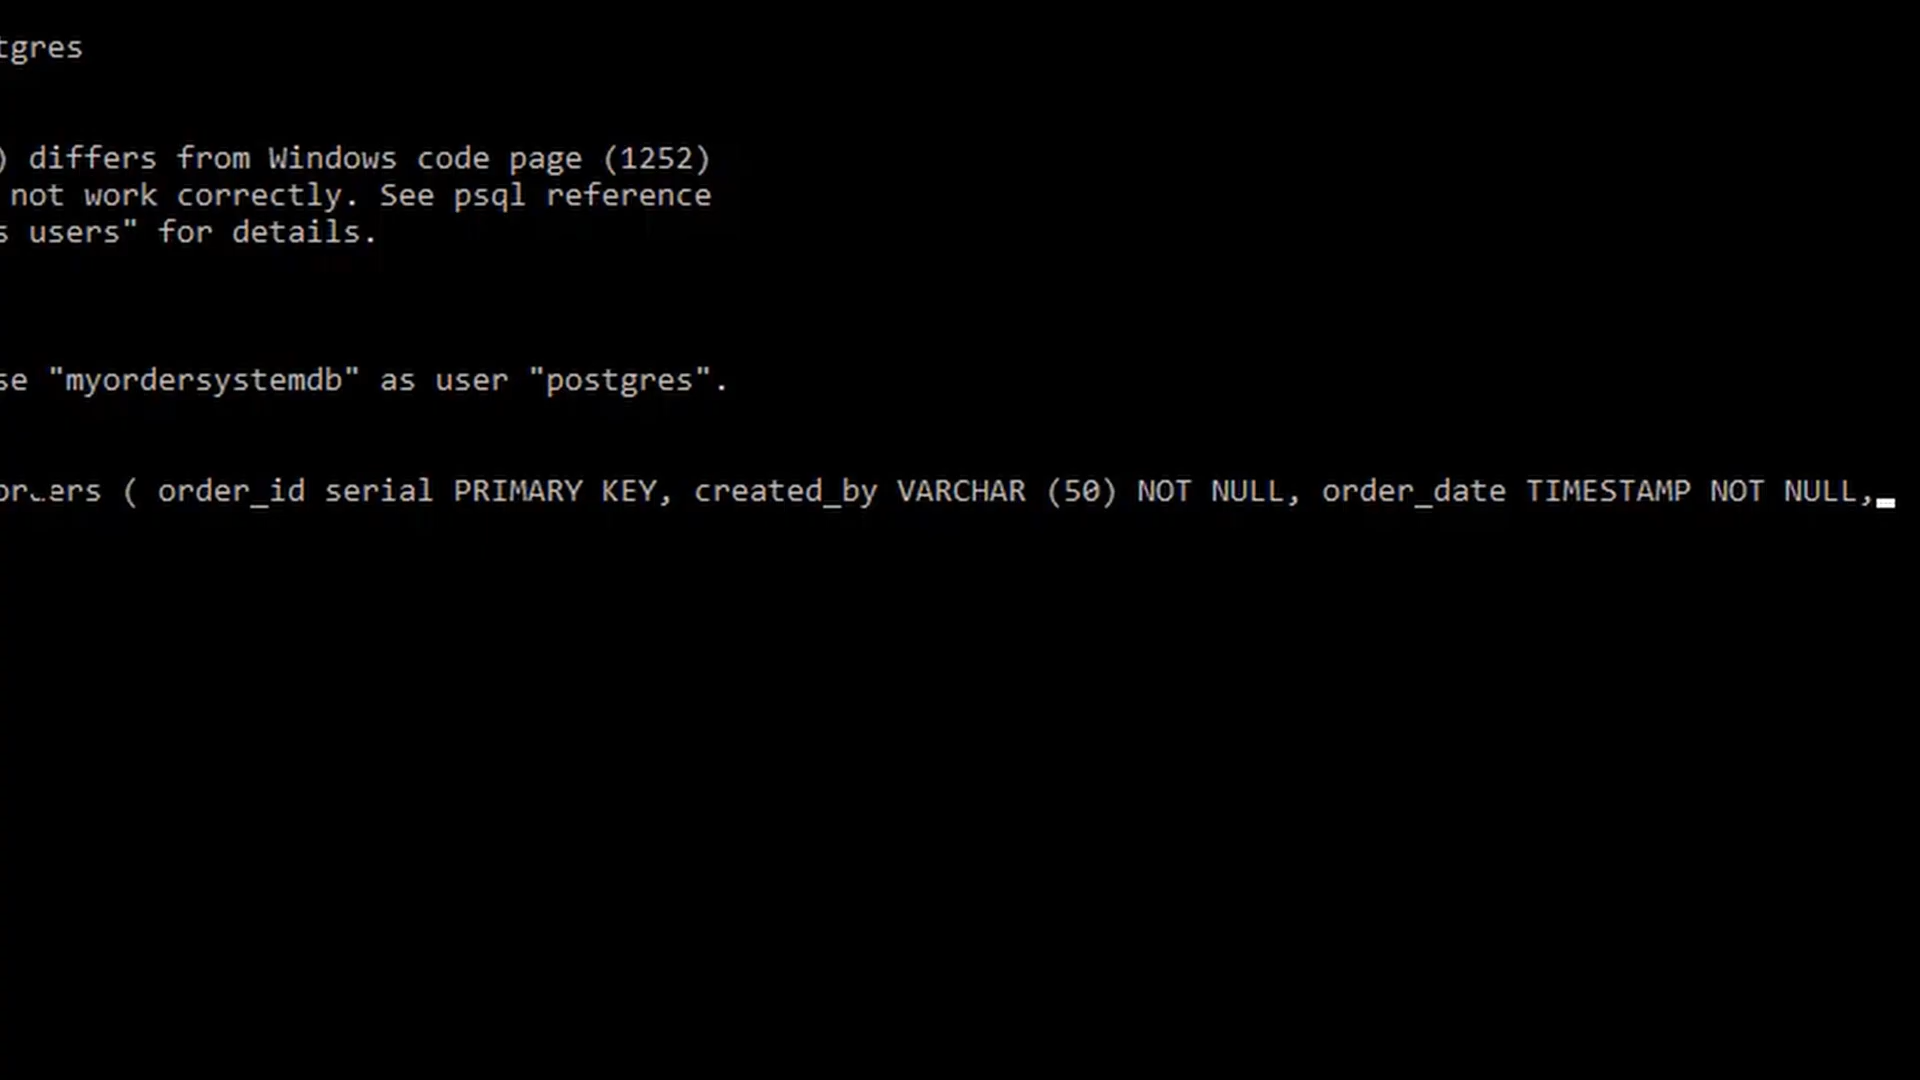 tgres
) differs from Windows code page (1252)
not work correctly. See psql reference
s users" for details.
se "myordersystemdb" as user "postgres".
orders ( order_id serial PRIMARY KEY, created_by VARCHAR (50) NOT NULL, order_date TIMESTAMP NOT NULL,